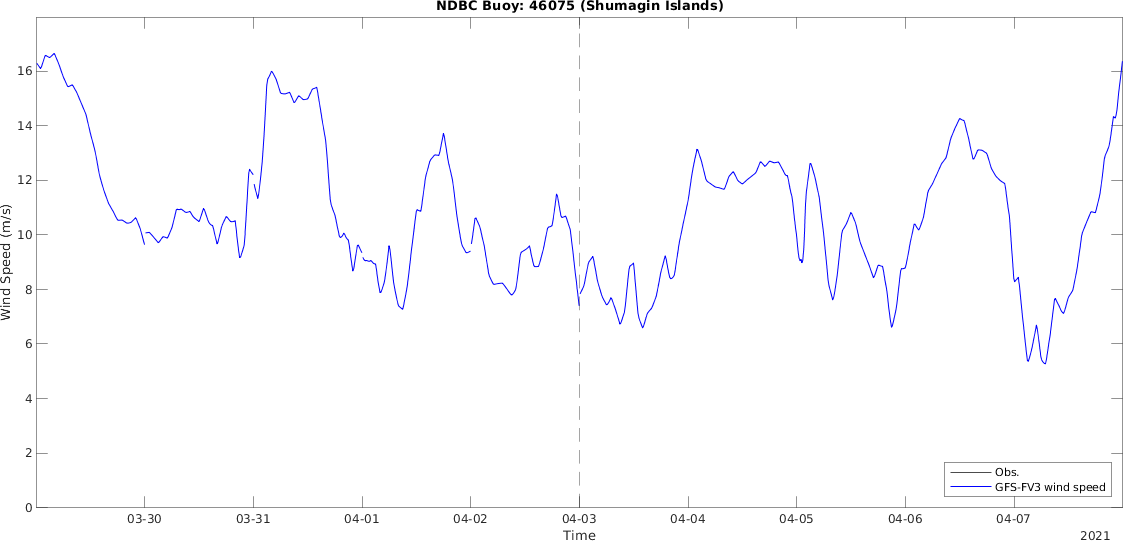 NDBC Buoy: 46075 (Shumagin Islands)
16
14
12
10
8
6
4
2
0
Wind Speed (m/s)
Obs.
GFS-FV3 wind speed
03-30 03-31 04-01 04-02 04-03 04-04 04-05 04-06 04-07
Time
2021